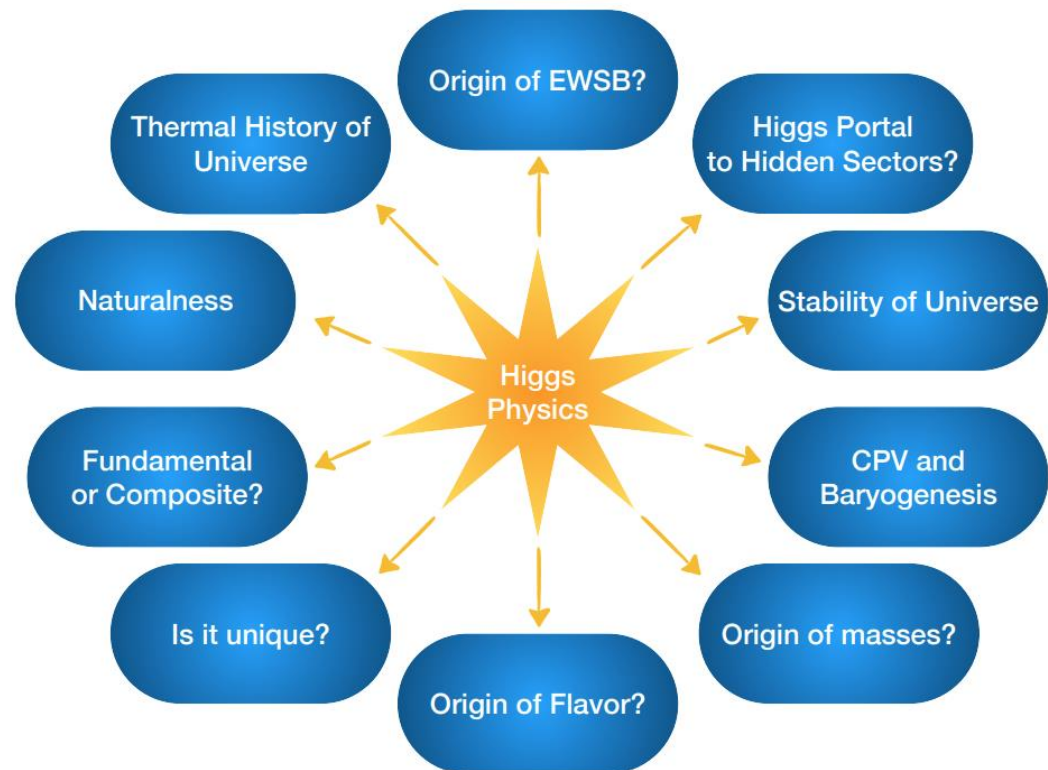 Origin of EWSB?
Thermal History of
Universe
Higgs Portal
to Hidden Sectors?
Naturalness
Stability of Universe
Higgs
Physics
Fundamental
or Composite?
CPV and
Baryogenesis
Is it unique?
Origin of masses?
Origin of Flavor?